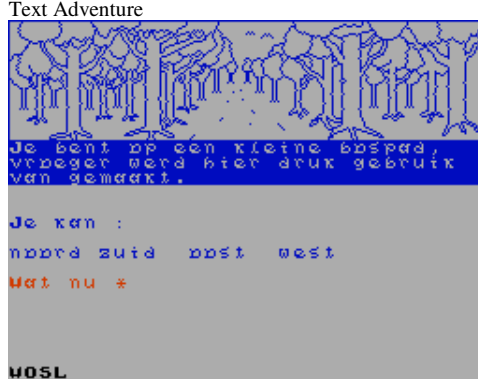 Text Adventure
Je bent op een kleine bospad,
vroeger werd hier druk gebruik
van gemaakt.
Je kan :
noord zuid oost west
Wat nu *
WOSL